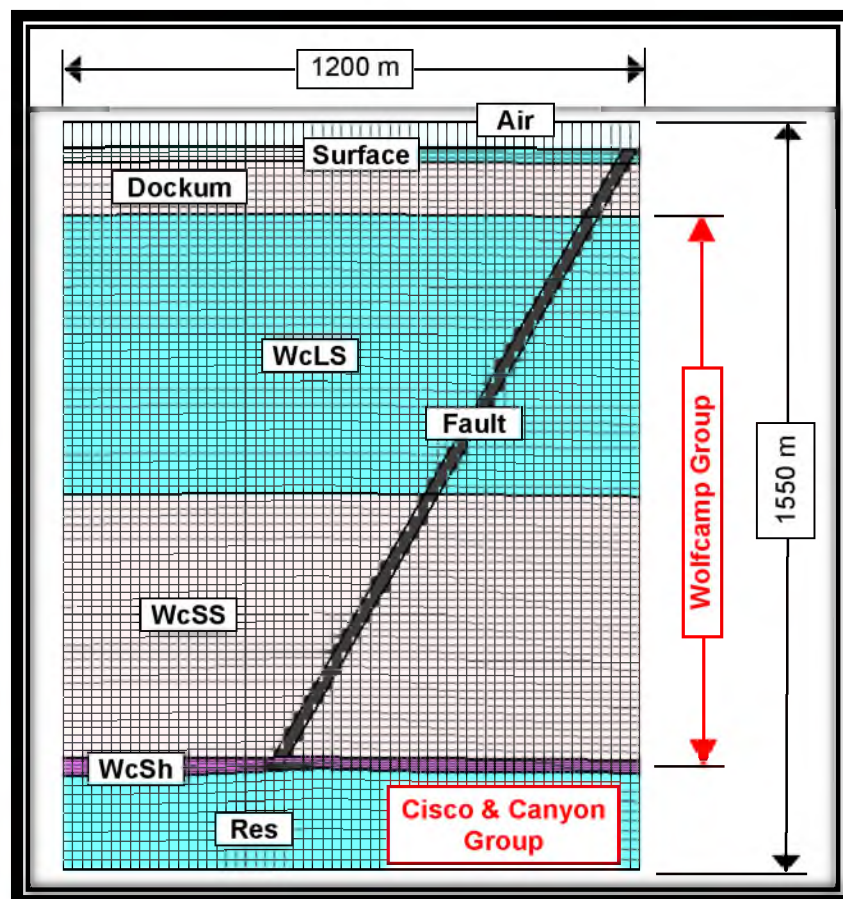 1200 m
Air
Surface
Dockum
WcLS
Fault
Wolfcamp Group
1550 m
WcSS
WcSh
Res
Cisco & Canyon
Group